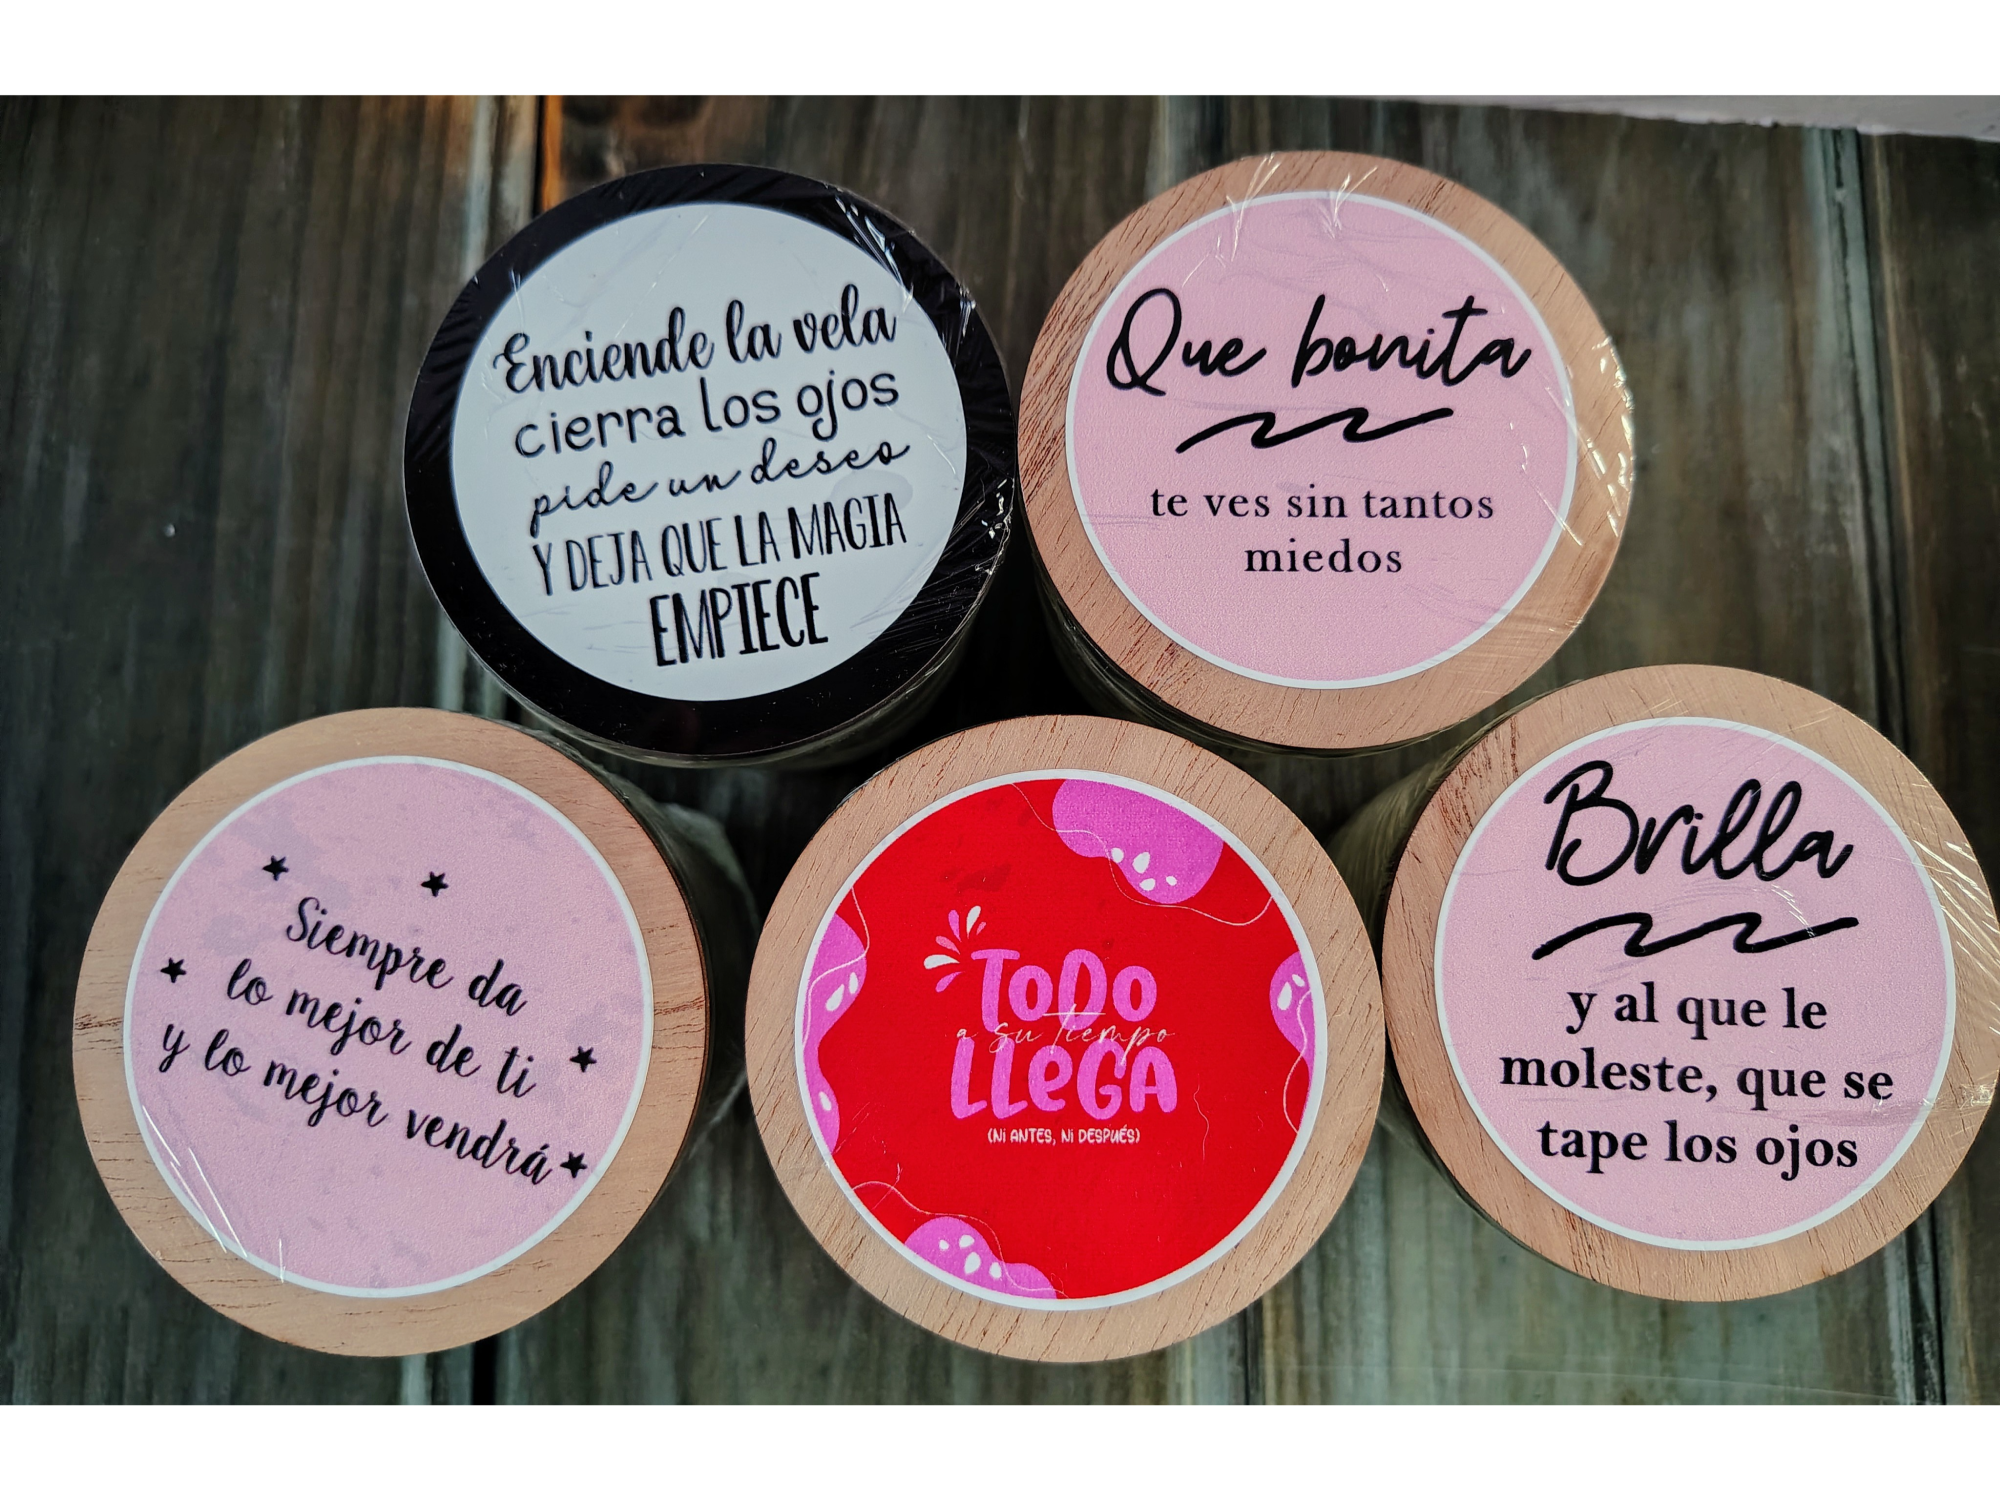 Enciende la vela
cierra los ojos
pide un deseo
Y DEJA QUE LA MAGIA
EMPIECE
Que bonita
te ves sin tantos
miedos
Siempre da
lo mejor de ti
y lo mejor vendrá
TODO
a su tiempo
LLEGA
(Ni ANTES, Ni DESPUÉS)
Brilla
y al que le
moleste, que se
tape los ojos